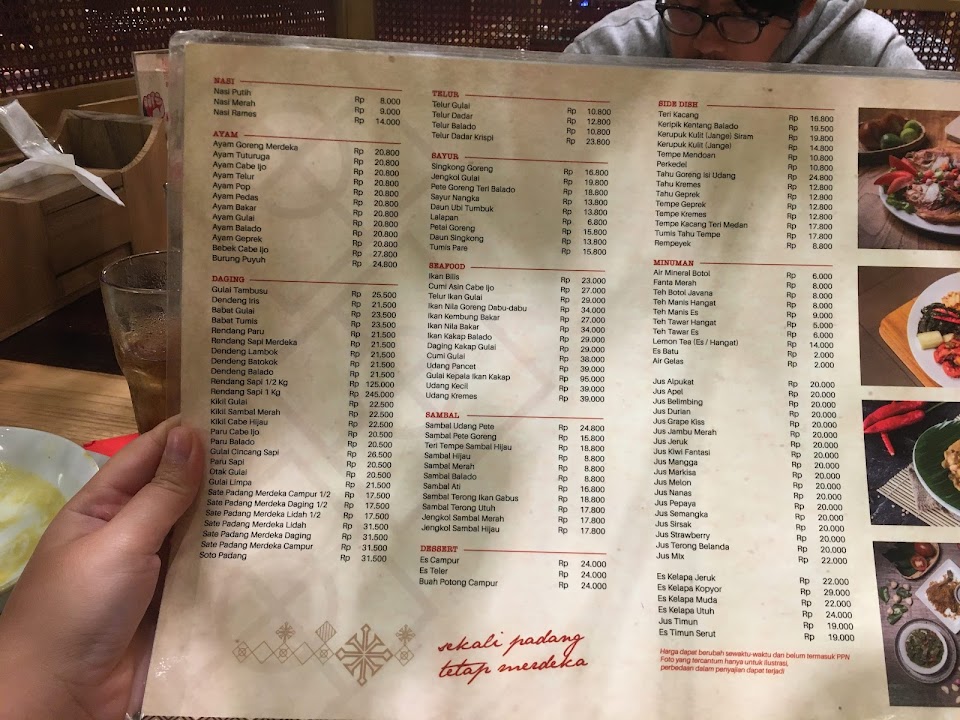 NASI
Nasi Putih Rp 8.000
Nasi Merah Rp 9.000
Nasi Rames Rp 14.000
AYAM
Ayam Goreng Merdeka Rp 20.800
Ayam Tuturuga Rp 20.800
Ayam Cabe Ijo Rp 20.800
Ayam Telur Rp 20.800
Ayam Pop Rp 20.800
Ayam Pedas Rp 20.800
Ayam Bakar Rp 20.800
Ayam Gulai Rp 20.800
Ayam Balado Rp 20.800
Ayam Geprek Rp 20.800
Bebek Cabe Ijo Rp 27.800
Burung Puyuh Rp 24.800
DAGING
Gulai Tambusu Rp 25.500
Dendeng Iris Rp 21.500
Babat Gulai Rp 23.500
Babat Tumis Rp 23.500
Rendang Paru Rp 21.500
Rendang Sapi Merdeka Rp 21.500
Dendeng Lambok Rp 21.500
Dendeng Batokok Rp 21.500
Dendeng Balado Rp 21.500
Rendang Sapi 1/2 Kg Rp 125.000
Rendang Sapi 1 Kg Rp 245.000
Kikil Gulai Rp 22.500
Kikil Sambal Merah Rp 22.500
Kikil Cabe Hijau Rp 22.500
Paru Cabe Ijo Rp 20.500
Paru Balado Rp 20.500
Gulai Cincang Sapi Rp 26.500
Paru Sapi Rp 20.500
Otak Gulai Rp 20.500
Gulai Limpa Rp 21.500
Sate Padang Merdeka Campur 1/2 Rp 17.500
Sate Padang Merdeka Daging 1/2 Rp 17.500
Sate Padang Merdeka Lidah 1/2 Rp 17.500
Sate Padang Merdeka Lidah Rp 31.500
Sate Padang Merdeka Daging Rp 31.500
Sate Padang Merdeka Campur Rp 31.500
Soto Padang Rp 31.500
TELUR
Telur Gulai Rp 10.800
Telur Dadar Rp 12.800
Telur Balado Rp 10.800
Telur Dadar Krispi Rp 23.800
SAYUR
Singkong Goreng Rp 16.800
Jengkol Gulai Rp 19.800
Pete Goreng Teri Balado Rp 18.800
Sayur Nangka Rp 13.800
Daun Ubi Tumbuk Rp 13.800
Lalapan Rp 6.800
Petai Goreng Rp 15.800
Daun Singkong Rp 13.800
Tumis Pare Rp 15.800
SEAFOOD
Ikan Bilis Rp 23.000
Cumi Asin Cabe Ijo Rp 27.000
Telur Ikan Gulai Rp 29.000
Ikan Nila Goreng Dabu-dabu Rp 34.000
Ikan Kembung Bakar Rp 27.000
Ikan Nila Bakar Rp 34.000
Ikan Kakap Balado Rp 29.000
Daging Kakap Gulai Rp 29.000
Cumi Gulai Rp 38.000
Udang Pancet Rp 39.000
Gulai Kepala Ikan Kakap Rp 95.000
Udang Kecil Rp 39.000
Udang Kremes Rp 39.000
SAMBAL
Sambal Udang Pete Rp 24.800
Sambal Pete Goreng Rp 15.800
Teri Tempe Sambal Hijau Rp 18.800
Sambal Hijau Rp 8.800
Sambal Merah Rp 8.800
Sambal Balado Rp 8.800
Sambal Ati Rp 16.800
Sambal Terong Ikan Gabus Rp 18.800
Sambal Terong Utuh Rp 17.800
Jengkol Sambal Merah Rp 17.800
Jengkol Sambal Hijau Rp 17.800
DESSERT
Es Campur Rp 24.000
Es Teler Rp 24.000
Buah Potong Campur Rp 24.000
sekali padang
tetap merdeka
SIDE DISH
Teri Kacang Rp 16.800
Keripik Kentang Balado Rp 19.500
Kerupuk Kulit (Jange) Siram Rp 19.800
Kerupuk Kulit (Jange) Rp 14.800
Tempe Mendoan Rp 10.800
Perkedel Rp 10.800
Tahu Goreng Isi Udang Rp 24.800
Tahu Kremes Rp 12.800
Tahu Geprek Rp 12.800
Tempe Geprek Rp 12.800
Tempe Kremes Rp 12.800
Tempe Kacang Teri Medan Rp 17.800
Tumis Tahu Tempe Rp 17.800
Rempeyek Rp 8.800
MINUMAN
Air Mineral Botol Rp 6.000
Fanta Merah Rp 8.000
Teh Botol Javana Rp 8.000
Teh Manis Hangat Rp 8.000
Teh Manis Es Rp 9.000
Teh Tawar Hangat Rp 5.000
Teh Tawar Es Rp 6.000
Lemon Tea (Es / Hangat) Rp 14.000
Es Batu Rp 2.000
Air Gelas Rp 2.000
Jus Alpukat Rp 20.000
Jus Apel Rp 20.000
Jus Belimbing Rp 20.000
Jus Durian Rp 20.000
Jus Grape Kiss Rp 20.000
Jus Jambu Merah Rp 20.000
Jus Jeruk Rp 20.000
Jus Kiwi Fantasi Rp 20.000
Jus Mangga Rp 20.000
Jus Markisa Rp 20.000
Jus Melon Rp 20.000
Jus Nanas Rp 20.000
Jus Pepaya Rp 20.000
Jus Semangka Rp 20.000
Jus Sirsak Rp 20.000
Jus Strawberry Rp 20.000
Jus Terong Belanda Rp 20.000
Jus Mix Rp 22.000
Es Kelapa Jeruk Rp 22.000
Es Kelapa Kopyor Rp 29.000
Es Kelapa Muda Rp 22.000
Es Kelapa Utuh Rp 24.000
Jus Timun Rp 19.000
Es Timun Serut Rp 19.000
Harga dapat berubah sewaktu-waktu dan belum termasuk PPN
Foto yang tercantum hanya untuk ilustrasi,
perbedaan dalam penyajian dapat terjadi